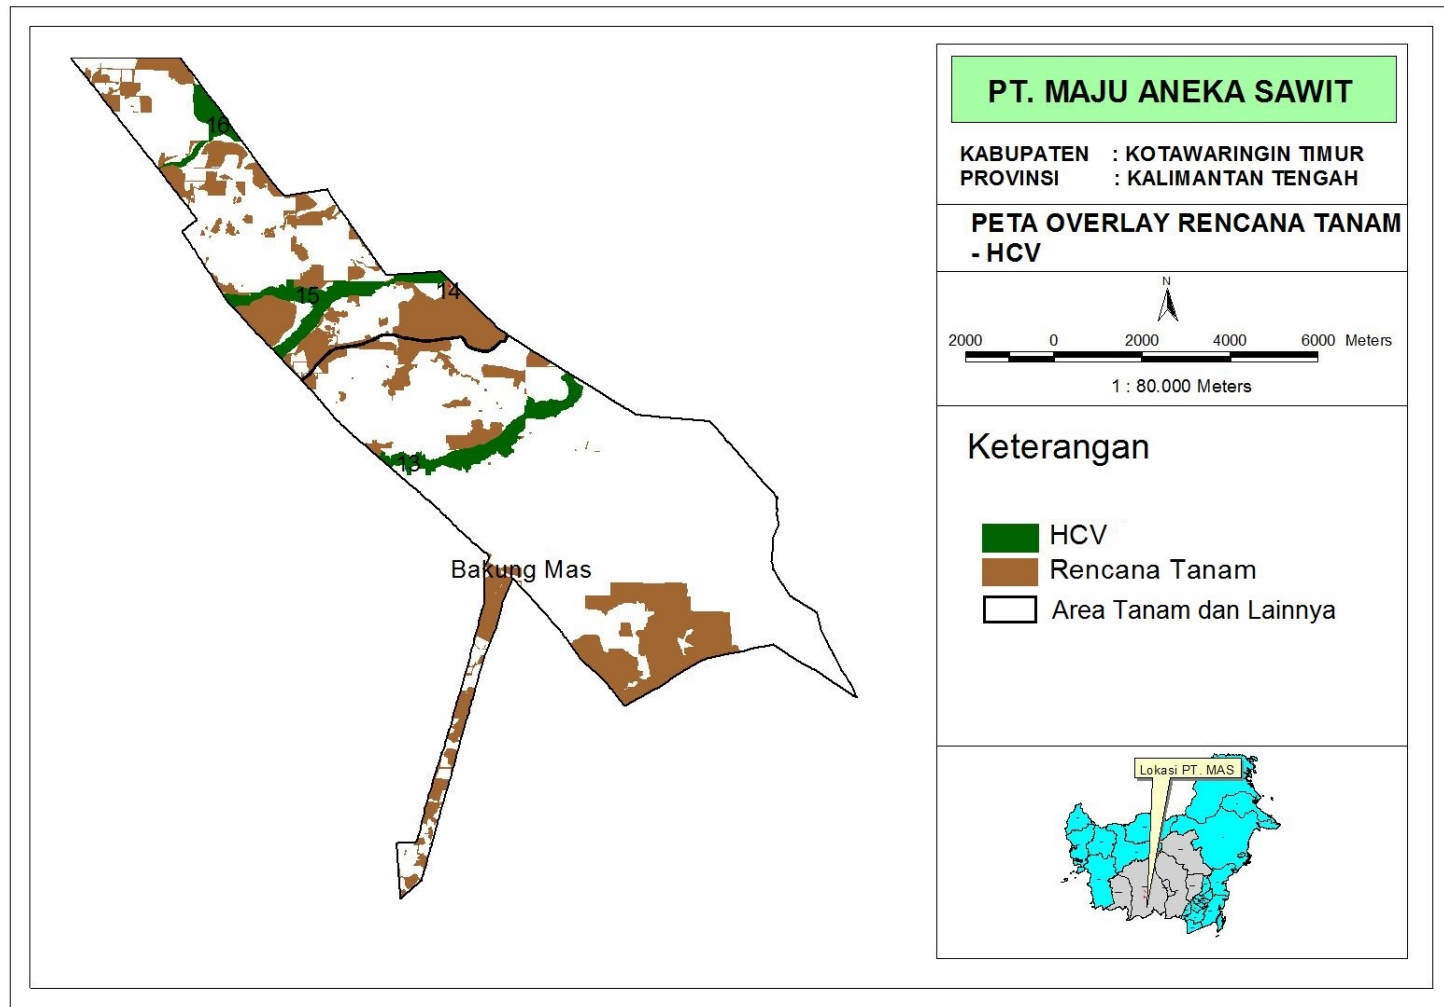 PT. MAJU ANEKA SAWIT
KABUPATEN : KOTAWARINGIN TIMUR
PROVINSI : KALIMANTAN TENGAH
PETA OVERLAY RENCANA TANAM
- HCV
N
2000 0 2000 4000 6000 Meters
1 : 80.000 Meters
Keterangan
HCV
Rencana Tanam
Area Tanam dan Lainnya
Lokasi PT. MAS
16
15
14
13
Bakung Mas